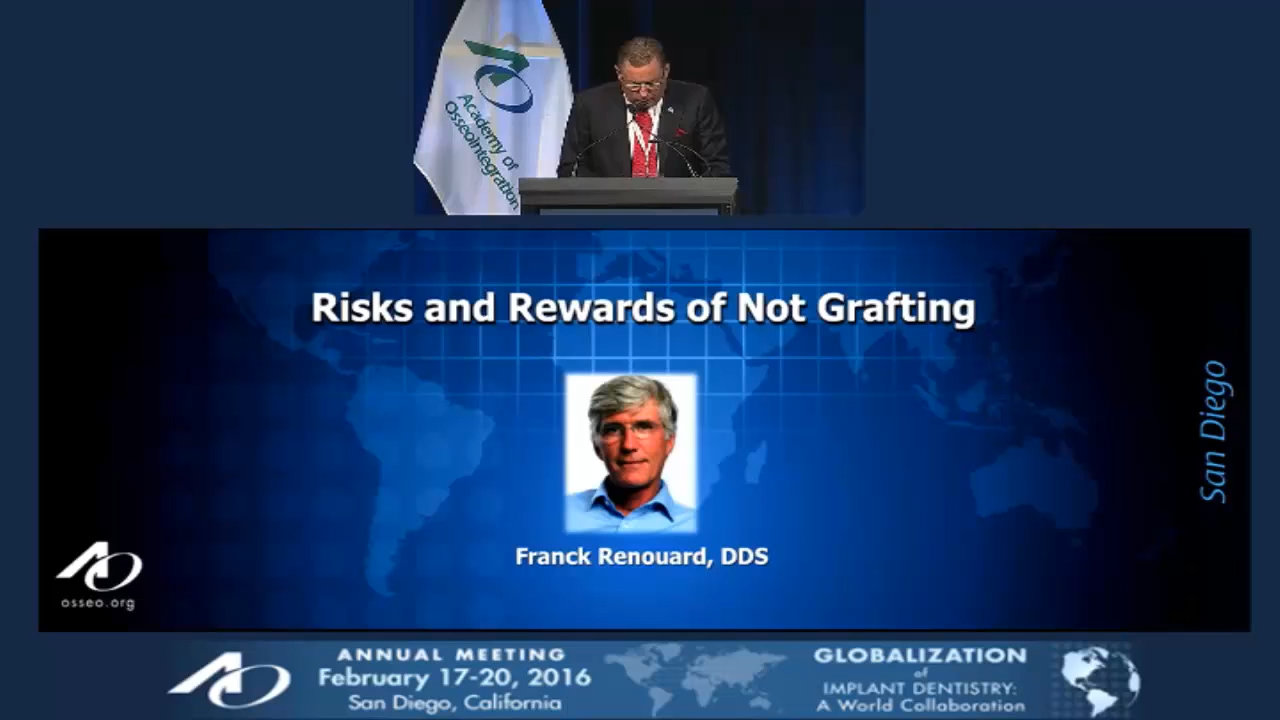 Academy of
Osseointegration
Risks and Rewards of Not Grafting
San Diego
Franck Renouard, DDS
osseo.org
ANNUAL MEETING
February 17-20, 2016
San Diego, California
GLOBALIZATION
of
IMPLANT DENTISTRY:
A World Collaboration